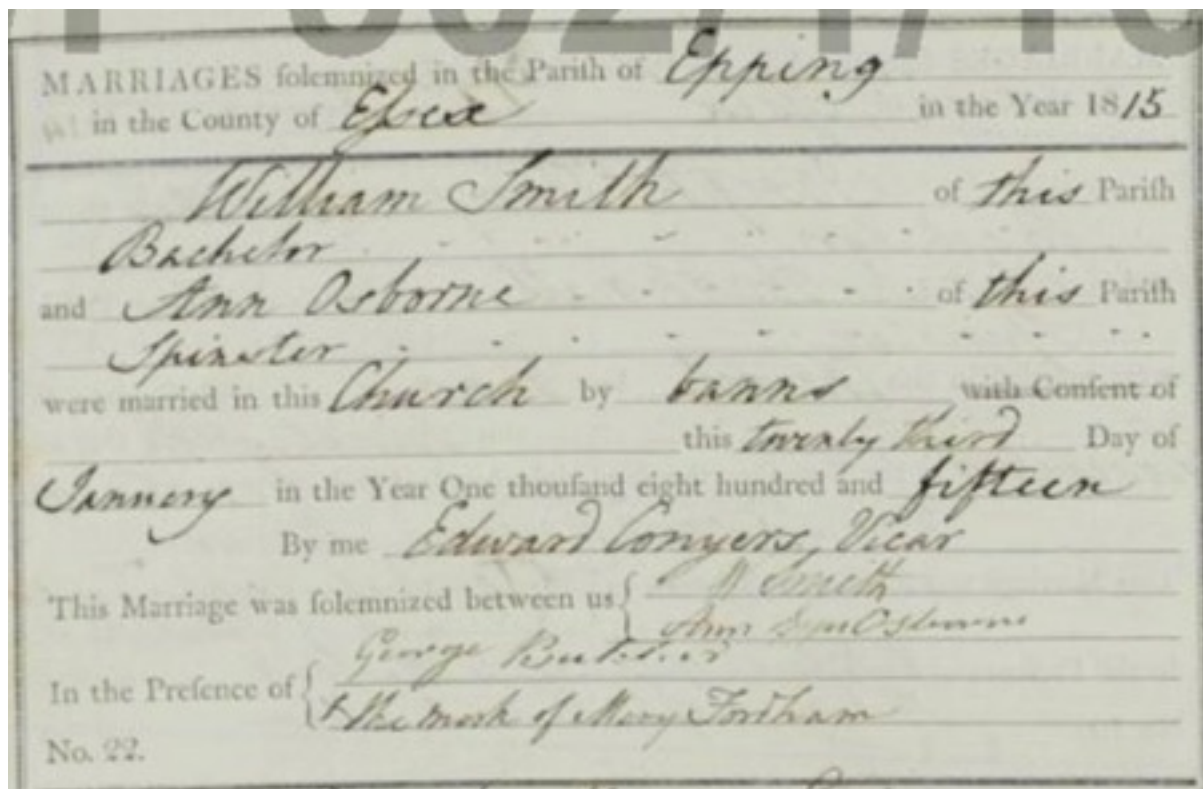 MARRIAGES solemnized in the Parish of Epping
in the County of Essex in the Year 1815
William Smith of this Parish
Bachelor
and Ann Osborne of this Parish
Spinster
were married in this Church by banns with Consent of
this twenty third Day of
January in the Year One thousand eight hundred and fifteen
By me Edward Conyers, Vicar
This Marriage was solemnized between us { W Smith
Ann Osborne
George
In the Presence of { X The mark of Mary Fordham
No. 22.